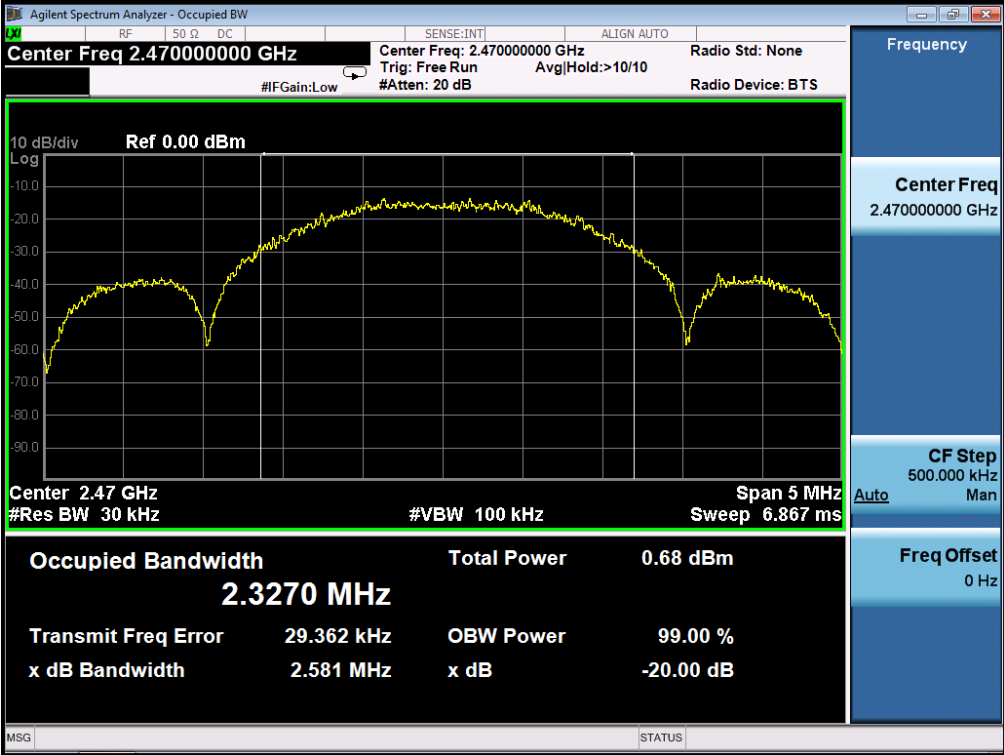 Agilent Spectrum Analyzer - Occupied BW
LXI RF 50 Ω DC SENSE:INT ALIGN AUTO
Center Freq 2.470000000 GHz
Center Freq: 2.470000000 GHz Radio Std: None
Trig: Free Run Avg|Hold:>10/10
#IFGain:Low #Atten: 20 dB Radio Device: BTS
10 dB/div Ref 0.00 dBm
Log
-10.0
-20.0
-30.0
-40.0
-50.0
-60.0
-70.0
-80.0
-90.0
Center 2.47 GHz Span 5 MHz
#Res BW 30 kHz #VBW 100 kHz Sweep 6.867 ms
Occupied Bandwidth Total Power 0.68 dBm
2.3270 MHz
Transmit Freq Error 29.362 kHz OBW Power 99.00 %
x dB Bandwidth 2.581 MHz x dB -20.00 dB
MSG STATUS
Frequency
Center Freq
2.470000000 GHz
CF Step
500.000 kHz
Auto Man
Freq Offset
0 Hz